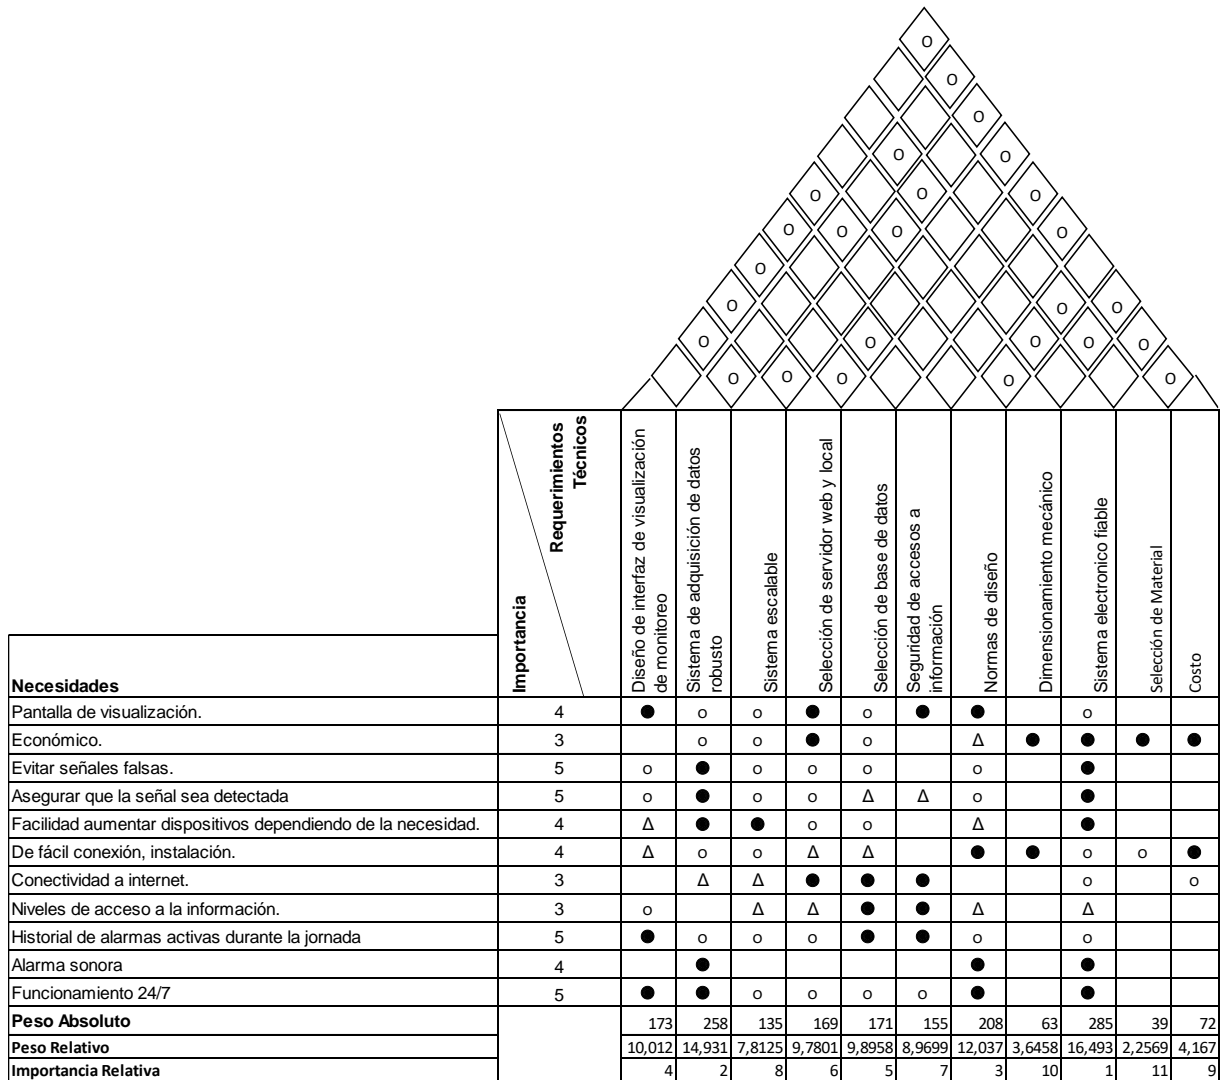 o
o
o
o o
o o o
o o o o
o
o o o
o o o o
o o o o o
Requerimientos
Técnicos
Importancia
Diseño de interfaz de visualización
de monitoreo
Sistema de adquisición de datos
robusto
Sistema escalable
Selección de servidor web y local
Selección de base de datos
Seguridad de accesos a
información
Normas de diseño
Dimensionamiento mecánico
Sistema electronico fiable
Selección de Material
Costo
Necesidades
Pantalla de visualización. 4 ● o o ● o ● ● o
Económico. 3 o o ● o Δ ● ● ● ●
Evitar señales falsas. 5 o ● o o o o ●
Asegurar que la señal sea detectada 5 o ● o o Δ Δ o ●
Facilidad aumentar dispositivos dependiendo de la necesidad. 4 Δ ● ● o o Δ ●
De fácil conexión, instalación. 4 Δ o o Δ Δ ● ● o o ●
Conectividad a internet. 3 Δ Δ ● ● ● o o
Niveles de acceso a la información. 3 o Δ Δ ● ● Δ Δ
Historial de alarmas activas durante la jornada 5 ● o o o ● ● o o
Alarma sonora 4 ● ● ●
Funcionamiento 24/7 5 ● ● o o o o ● ●
Peso Absoluto 173 258 135 169 171 155 208 63 285 39 72
Peso Relativo 10,012 14,931 7,8125 9,7801 9,8958 8,9699 12,037 3,6458 16,493 2,2569 4,167
Importancia Relativa 4 2 8 6 5 7 3 10 1 11 9